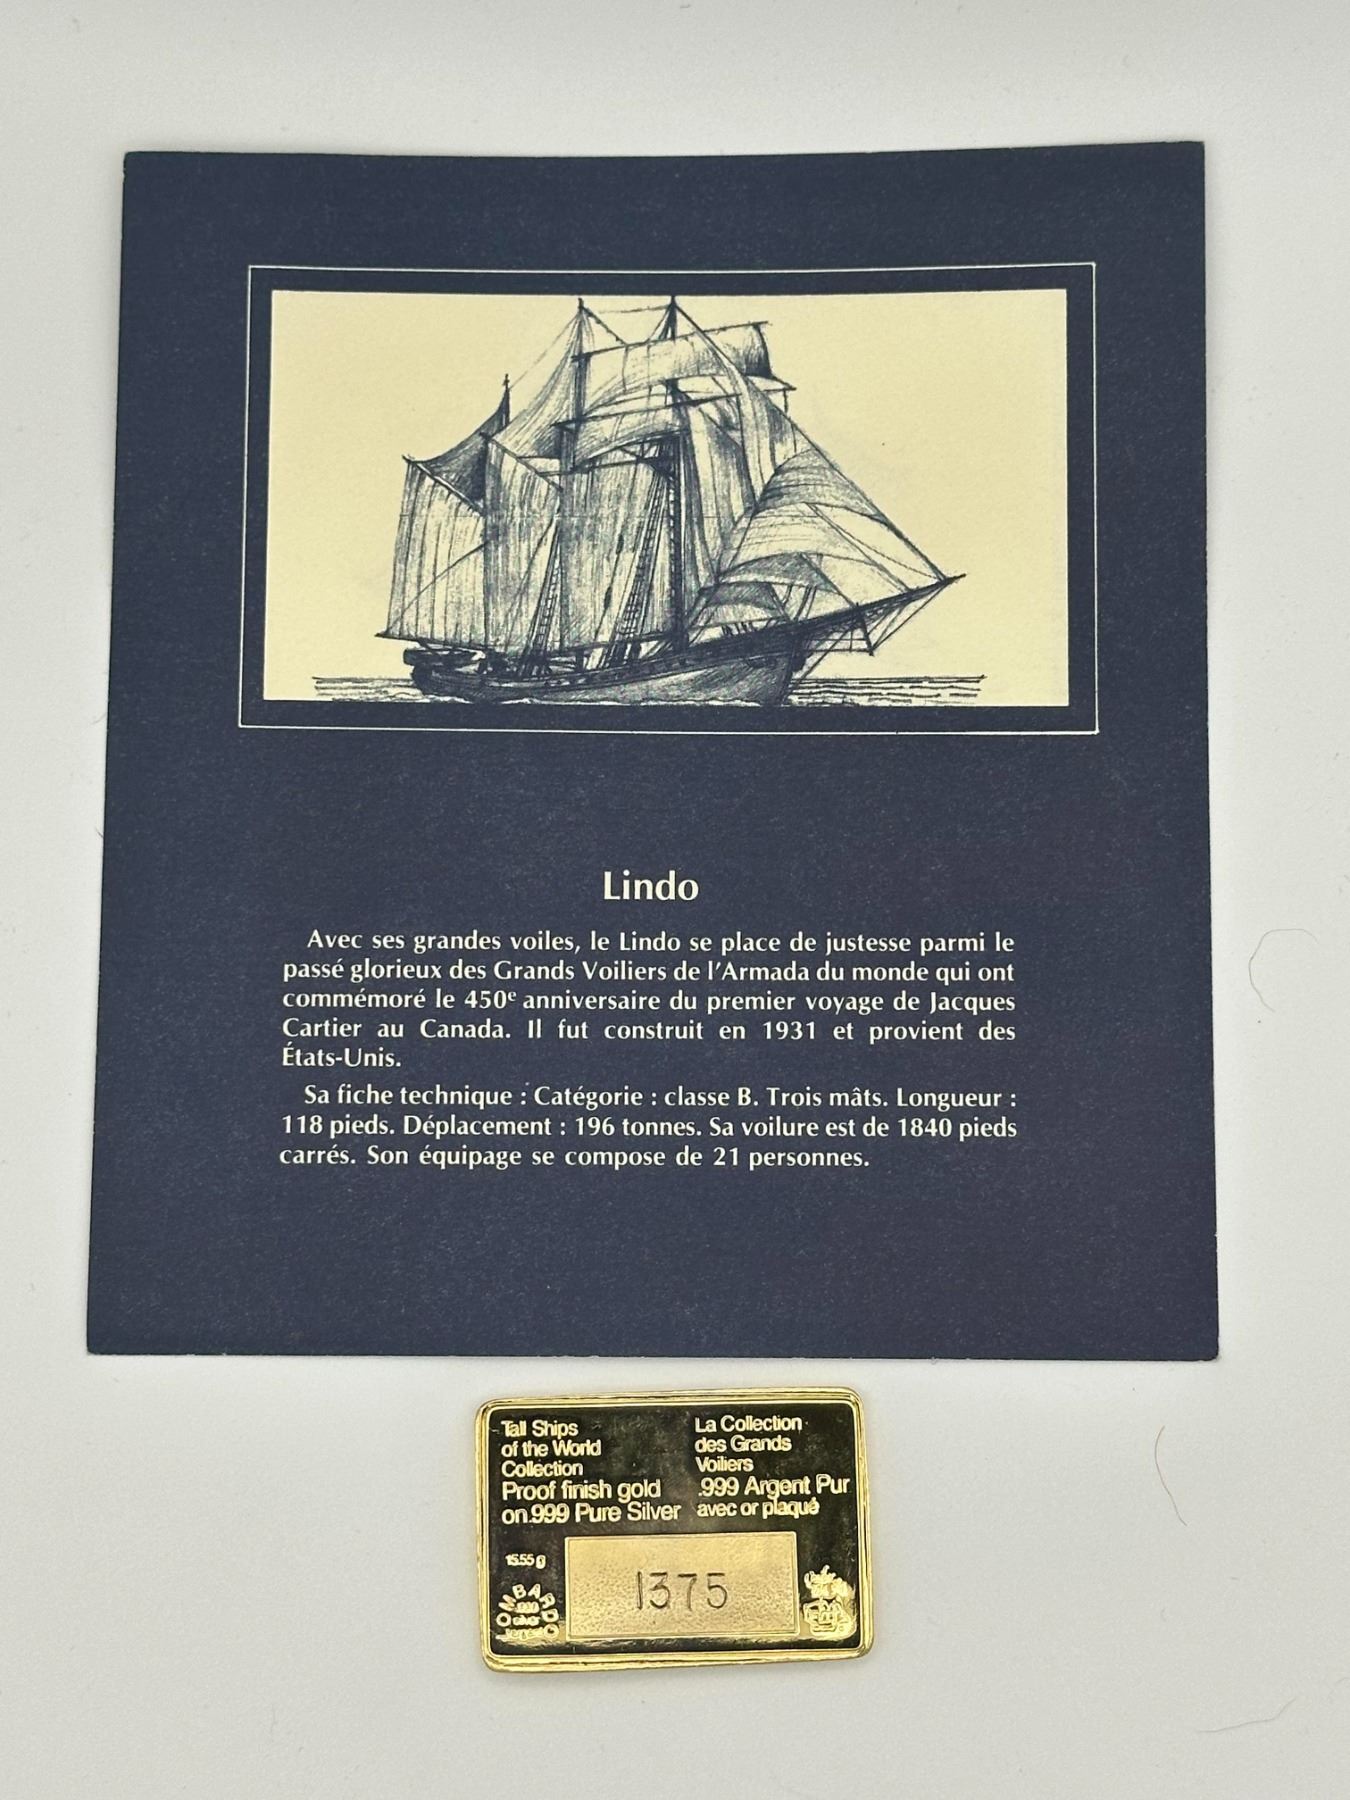 Lindo
Avec ses grandes voiles, le Lindo se place de justesse parmi le
passé glorieux des Grands Voiliers de l'Armada du monde qui ont
commémoré le 450e anniversaire du premier voyage de Jacques
Cartier au Canada. Il fut construit en 1931 et provient des
États-Unis.
Sa fiche technique : Catégorie : classe B. Trois mâts. Longueur :
118 pieds. Déplacement : 196 tonnes. Sa voilure est de 1840 pieds
carrés. Son équipage se compose de 21 personnes.
Tall Ships
of the World
Collection
Proof finish gold
on .999 Pure Silver
La Collection
des Grands
Voiliers
.999 Argent Pur
avec or plaqué
15.55 g
OMBARDO
.999
silver
argent
1375